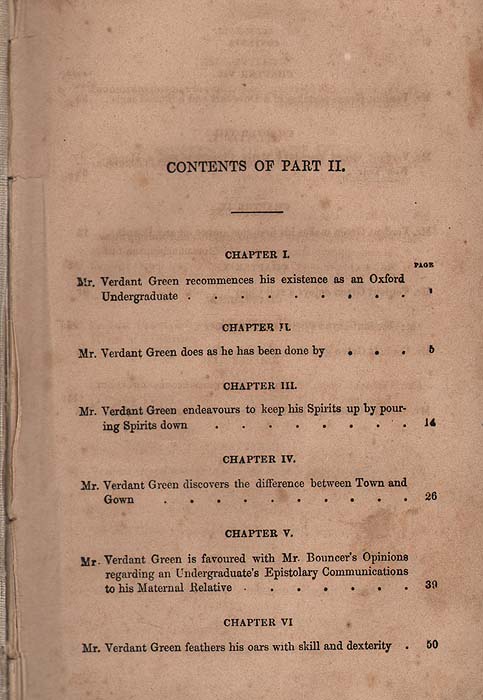 CONTENTS OF PART II.
CHAPTER I.
PAGE
Mr. Verdant Green recommences his existence as an Oxford
Undergraduate . . . . . . . . . 1
CHAPTER II.
Mr. Verdant Green does as he has been done by . . . 5
CHAPTER III.
Mr. Verdant Green endeavours to keep his Spirits up by pour-
ing Spirits down . . . . . . . . 14
CHAPTER IV.
Mr. Verdant Green discovers the difference between Town and
Gown . . . . . . . . . . 26
CHAPTER V.
Mr. Verdant Green is favoured with Mr. Bouncer's Opinions
regarding an Undergraduate's Epistolary Communications
to his Maternal Relative . . . . . . 39
CHAPTER VI
Mr. Verdant Green feathers his oars with skill and dexterity . 50